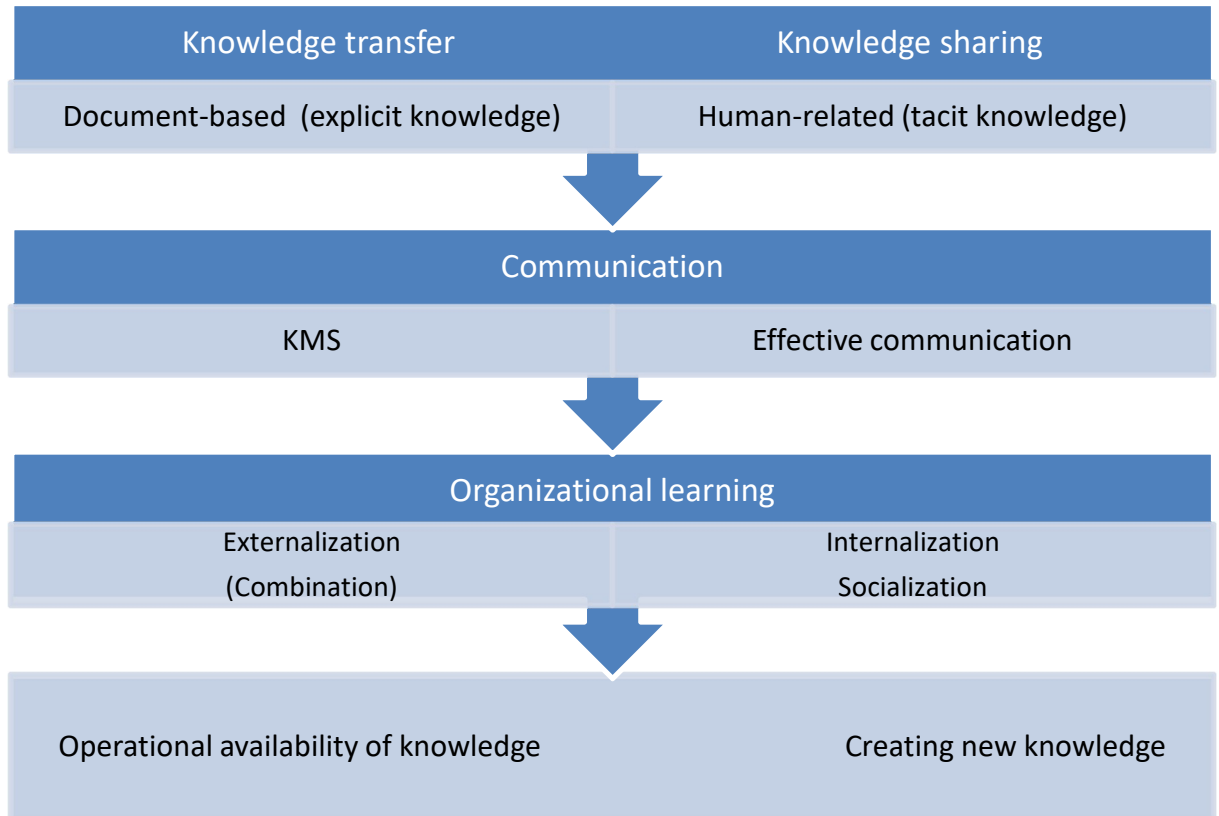 Knowledge transfer
Knowledge sharing
Document-based (explicit knowledge)
Human-related (tacit knowledge)
Communication
KMS
Effective communication
Organizational learning
Externalization
(Combination)
Internalization
Socialization
Operational availability of knowledge
Creating new knowledge